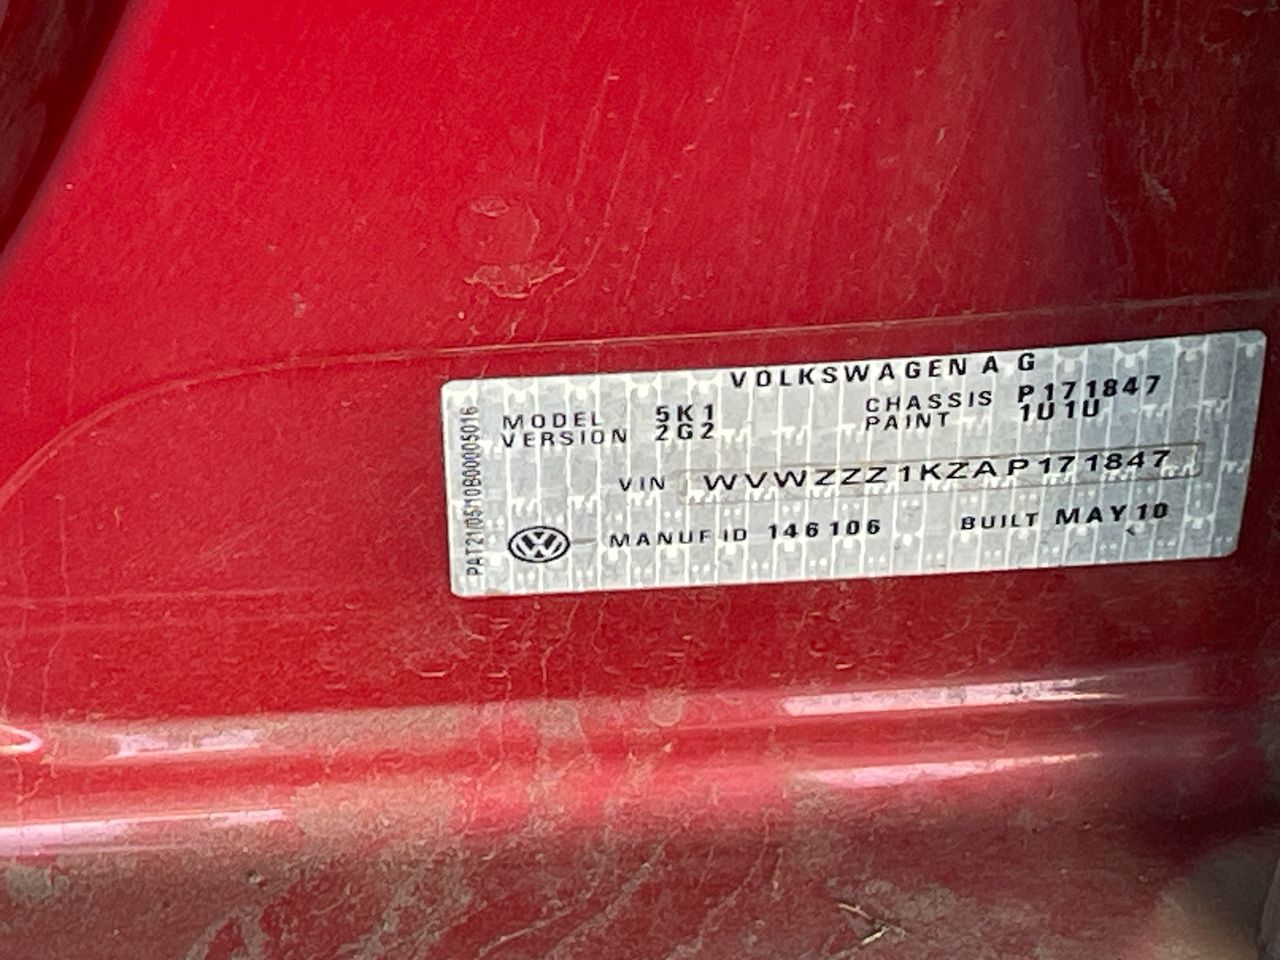 VOLKSWAGEN AG
MODEL 5K1 CHASSIS P171847
VERSION 2G2 PAINT 1U1U
VIN WVWZZZ1KZAP171847
MANUF ID 146106 BUILT MAY10
PAT21/05/10B00005016